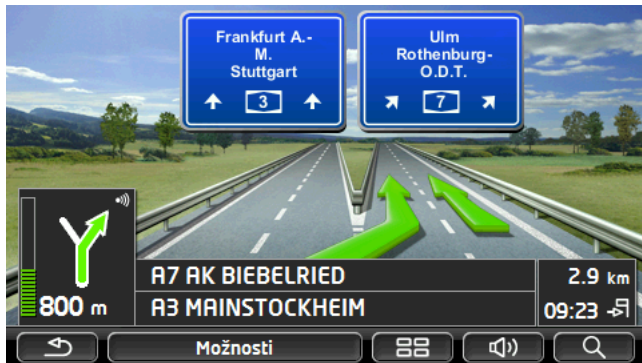 Frankfurt A.-
M.
Stuttgart
3
Ulm
Rothenburg-
O.D.T.
7
800 m
A7 AK BIEBELRIED
2.9 km
A3 MAINSTOCKHEIM
09:23
Možnosti